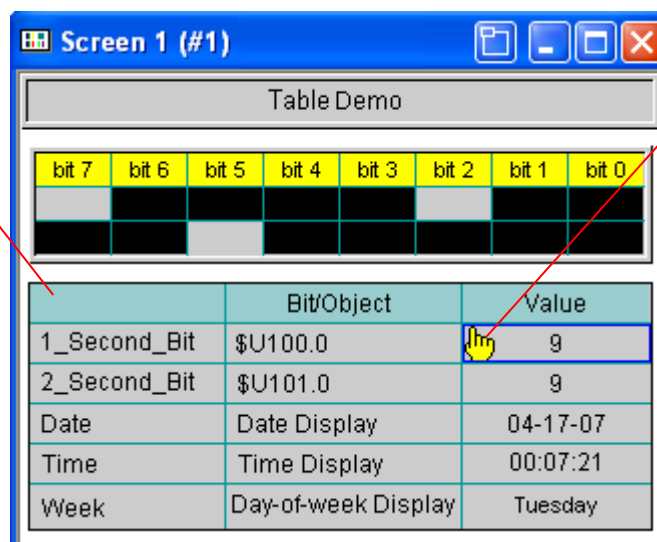 Screen 1 (#1)
Table Demo
bit 7 bit 6 bit 5 bit 4 bit 3 bit 2 bit 1 bit 0
Bit/Object Value
1_Second_Bit $U100.0 9
2_Second_Bit $U101.0 9
Date Date Display 04-17-07
Time Time Display 00:07:21
Week Day-of-week Display Tuesday